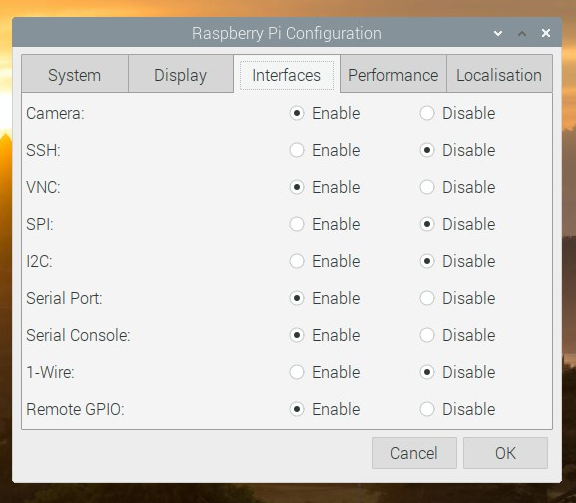 Raspberry Pi Configuration
System Display Interfaces Performance Localisation
Camera: Enable Disable
SSH: Enable Disable
VNC: Enable Disable
SPI: Enable Disable
I2C: Enable Disable
Serial Port: Enable Disable
Serial Console: Enable Disable
1-Wire: Enable Disable
Remote GPIO: Enable Disable
Cancel OK